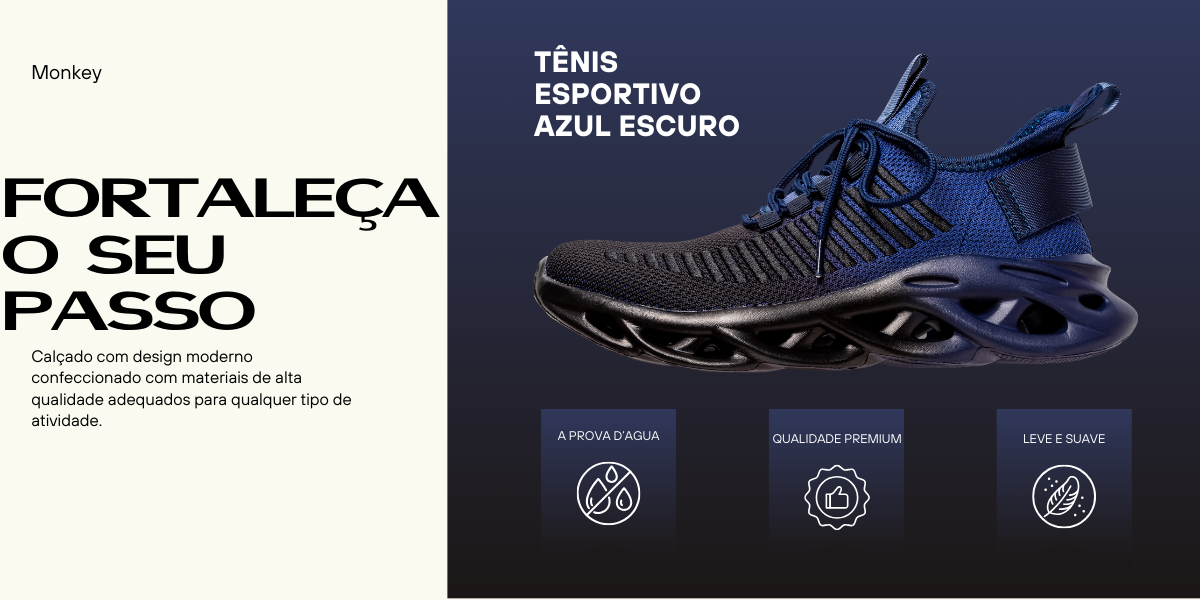 Monkey
FORTALEÇA
O SEU
PASSO
Calçado com design moderno
confeccionado com materiais de alta
qualidade adequados para qualquer tipo de
atividade.
TÊNIS
ESPORTIVO
AZUL ESCURO
A PROVA D'AGUA
QUALIDADE PREMIUM
LEVE E SUAVE